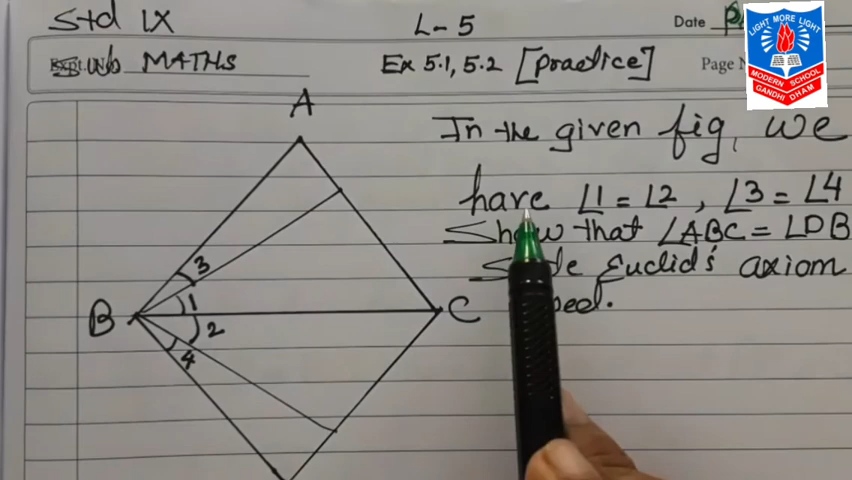 Std IX
L-5
Date
MATHS
Ex 5.1, 5.2 [practice]
Page N
LIGHT MORE LIGHT
MODERN SCHOOL
GANDHI DHAM
A
In the given fig, we
have ∠1 = ∠2, ∠3 = ∠4
Show that ∠ABC = ∠DB
Euclid's axiom
3
1
B
C
2
4